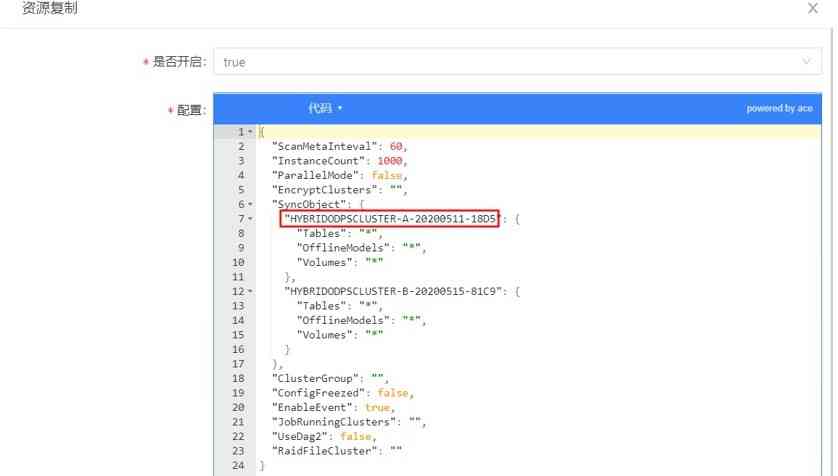 资源复制
* 是否开启: true
* 配置: 代码 powered by ace
1 {
2 "ScanMetaInteval": 60,
3 "InstanceCount": 1000,
4 "ParallelMode": false,
5 "EncryptClusters": "",
6 "SyncObject": {
7 "HYBRIDODPSCLUSTER-A-20200511-18D5": {
8 "Tables": "*",
9 "OfflineModels": "*",
10 "Volumes": "*"
11 },
12 "HYBRIDODPSCLUSTER-B-20200515-81C9": {
13 "Tables": "*",
14 "OfflineModels": "*",
15 "Volumes": "*"
16 }
17 },
18 "ClusterGroup": "",
19 "ConfigFreezed": false,
20 "EnableEvent": true,
21 "JobRunningClusters": "",
22 "UseDag2": false,
23 "RaidFileCluster": ""
24 }